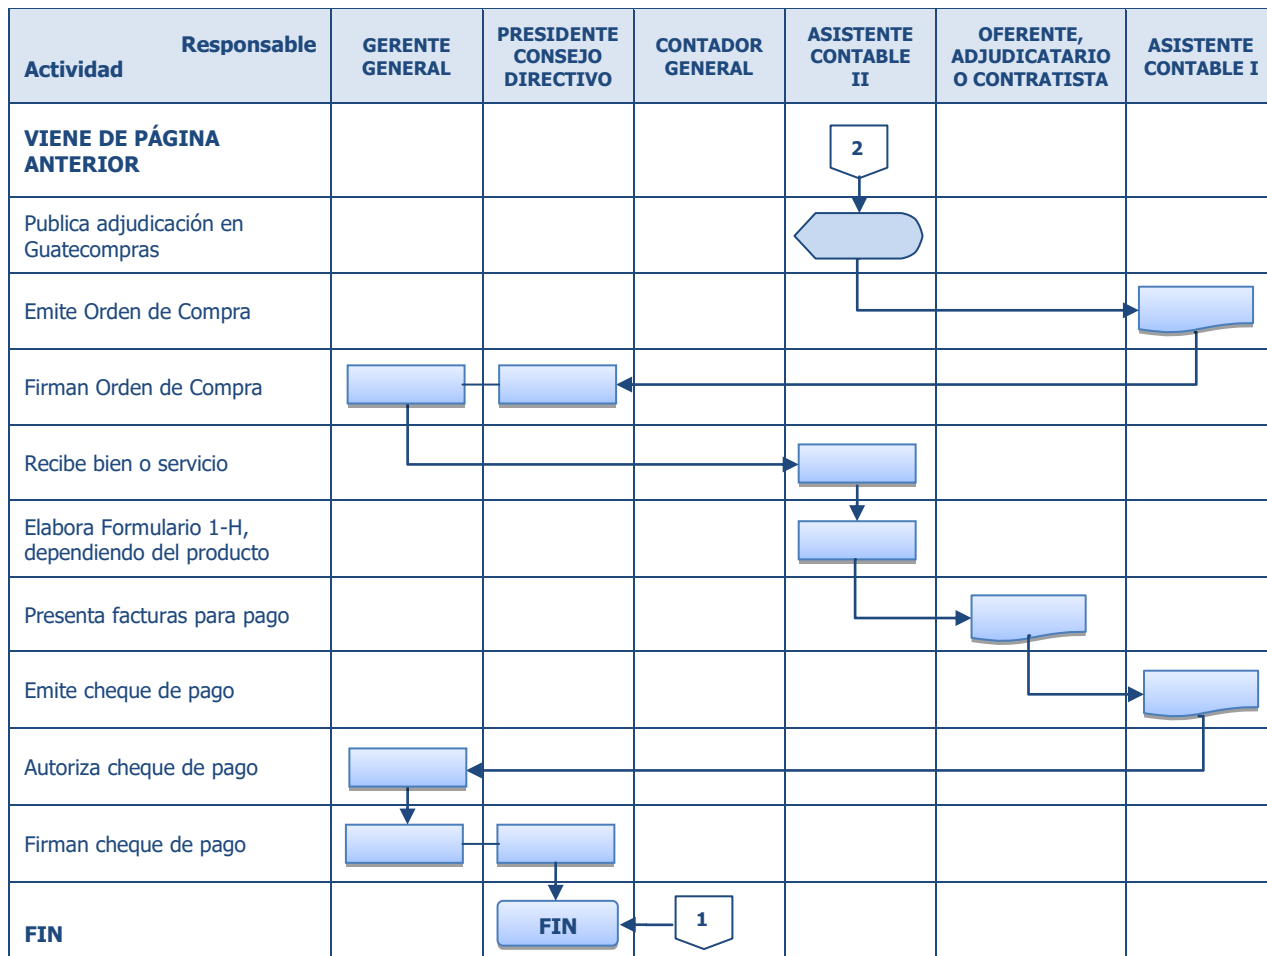 Responsable
Actividad
GERENTE
GENERAL
PRESIDENTE
CONSEJO
DIRECTIVO
CONTADOR
GENERAL
ASISTENTE
CONTABLE
II
OFERENTE,
ADJUDICATARIO
O CONTRATISTA
ASISTENTE
CONTABLE I
VIENE DE PÁGINA
ANTERIOR
2
Publica adjudicación en
Guatecompras
Emite Orden de Compra
Firman Orden de Compra
Recibe bien o servicio
Elabora Formulario 1-H,
dependiendo del producto
Presenta facturas para pago
Emite cheque de pago
Autoriza cheque de pago
Firman cheque de pago
FIN
FIN
1